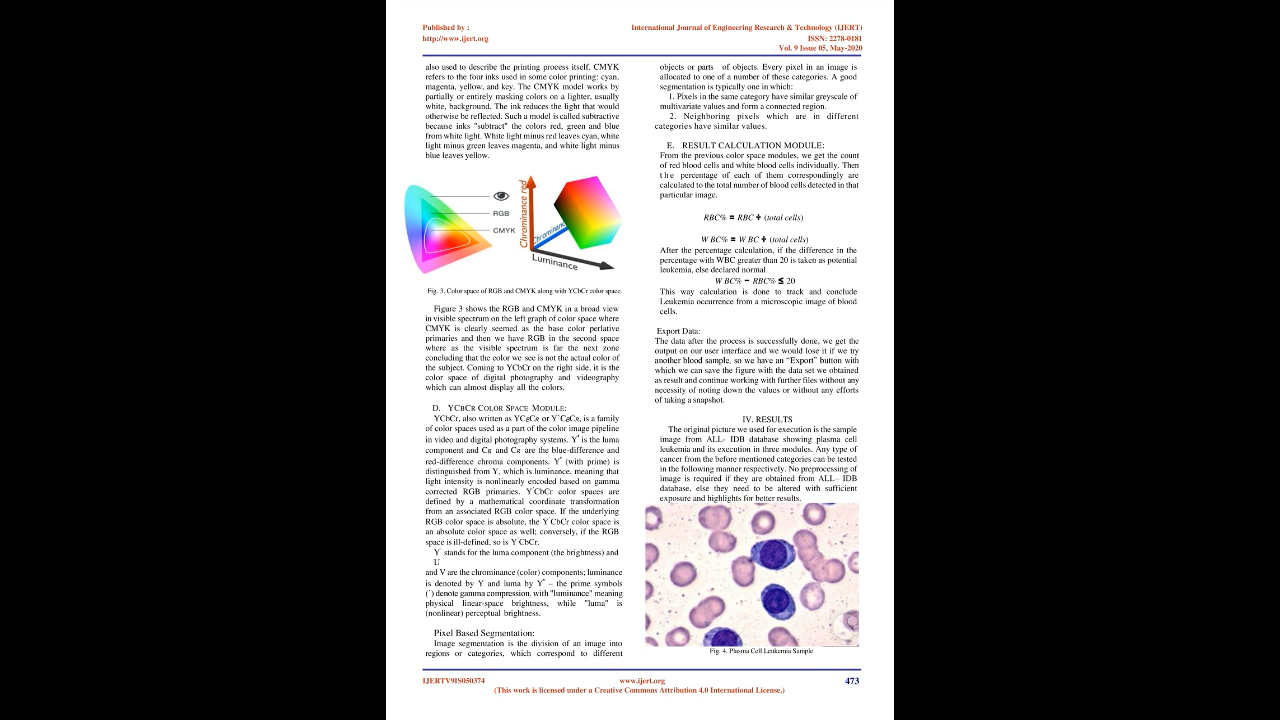 Published by :
http://www.ijert.org
International Journal of Engineering Research & Technology (IJERT)
ISSN: 2278-0181
Vol. 9 Issue 05, May-2020
also used to describe the printing process itself. CMYK
refers to the four inks used in some color printing: cyan,
magenta, yellow, and key. The CMYK model works by
partially or entirely masking colors on a lighter, usually
white, background. The ink reduces the light that would
otherwise be reflected. Such a model is called subtractive
because inks "subtract" the colors red, green and blue
from white light. White light minus red leaves cyan, white
light minus green leaves magenta, and white light minus
blue leaves yellow.
RGB
CMYK
Chrominance red
Chrominance
Luminance
Fig. 3. Color space of RGB and CMYK along with YCbCr color space.
Figure 3 shows the RGB and CMYK in a broad view
in visible spectrum on the left graph of color space where
CMYK is clearly seemed as the base color perlative
primaries and then we have RGB in the second space
where as the visible spectrum is far the next zone
concluding that the color we see is not the actual color of
the subject. Coming to YCbCr on the right side, it is the
color space of digital photography and videography
which can almost display all the colors.
D. YCBCR COLOR SPACE MODULE:
YCbCr, also written as YCBCR or Y'CBCR, is a family
of color spaces used as a part of the color image pipeline
in video and digital photography systems. Y′ is the luma
component and CB and CR are the blue-difference and
red-difference chroma components. Y′ (with prime) is
distinguished from Y, which is luminance, meaning that
light intensity is nonlinearly encoded based on gamma
corrected RGB primaries. Y'CbCr color spaces are
defined by a mathematical coordinate transformation
from an associated RGB color space. If the underlying
RGB color space is absolute, the Y'CbCr color space is
an absolute color space as well; conversely, if the RGB
space is ill-defined, so is Y'CbCr.
Y' stands for the luma component (the brightness) and
U
and V are the chrominance (color) components; luminance
is denoted by Y and luma by Y′ – the prime symbols
(') denote gamma compression, with "luminance" meaning
physical linear-space brightness, while "luma" is
(nonlinear) perceptual brightness.
Pixel Based Segmentation:
Image segmentation is the division of an image into
regions or categories, which correspond to different
objects or parts of objects. Every pixel in an image is
allocated to one of a number of these categories. A good
segmentation is typically one in which:
1. Pixels in the same category have similar greyscale of
multivariate values and form a connected region.
2. Neighboring pixels which are in different
categories have similar values.
E. RESULT CALCULATION MODULE:
From the previous color space modules, we get the count
of red blood cells and white blood cells individually. Then
the percentage of each of them correspondingly are
calculated to the total number of blood cells detected in that
particular image.
RBC% = RBC ÷ (total cells)
W BC% = W BC ÷ (total cells)
After the percentage calculation, if the difference in the
percentage with WBC greater than 20 is taken as potential
leukemia, else declared normal.
W BC% − RBC% ≤ 20
This way calculation is done to track and conclude
Leukemia occurrence from a microscopic image of blood
cells.
Export Data:
The data after the process is successfully done, we get the
output on our user interface and we would lose it if we try
another blood sample, so we have an “Export” button with
which we can save the figure with the data set we obtained
as result and continue working with further files without any
necessity of noting down the values or without any efforts
of taking a snapshot.
IV. RESULTS
The original picture we used for execution is the sample
image from ALL- IDB database showing plasma cell
leukemia and its execution in three modules. Any type of
cancer from the before mentioned categories can be tested
in the following manner respectively. No preprocessing of
image is required if they are obtained from ALL– IDB
database, else they need to be altered with sufficient
exposure and highlights for better results.
Fig. 4. Plasma Cell Leukemia Sample
IJERTV9IS050374
www.ijert.org
473
(This work is licensed under a Creative Commons Attribution 4.0 International License.)